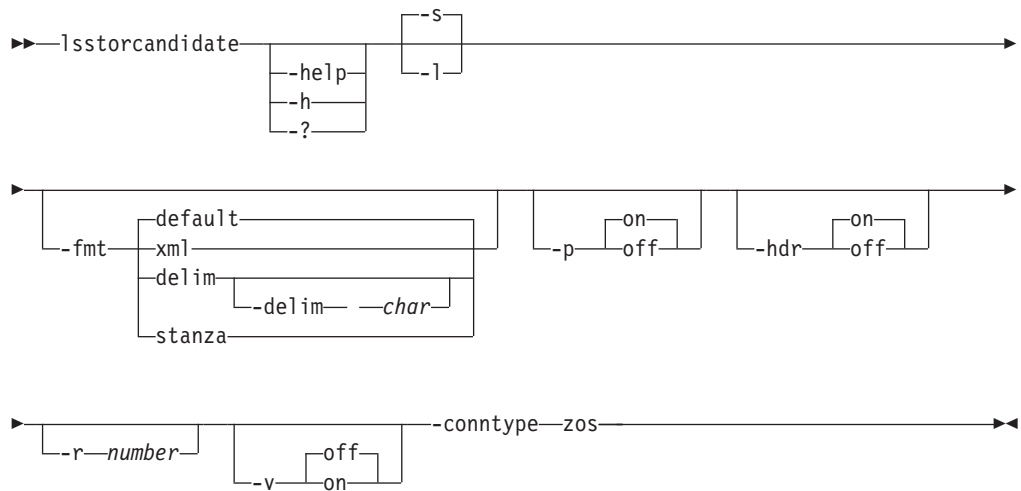 -s
lsstorcandidate
-help
-h
-?
-l
-fmt
default
xml
delim
-delim char
stanza
-p
on
off
-hdr
on
off
-r number
-v
off
on
-conntype zos